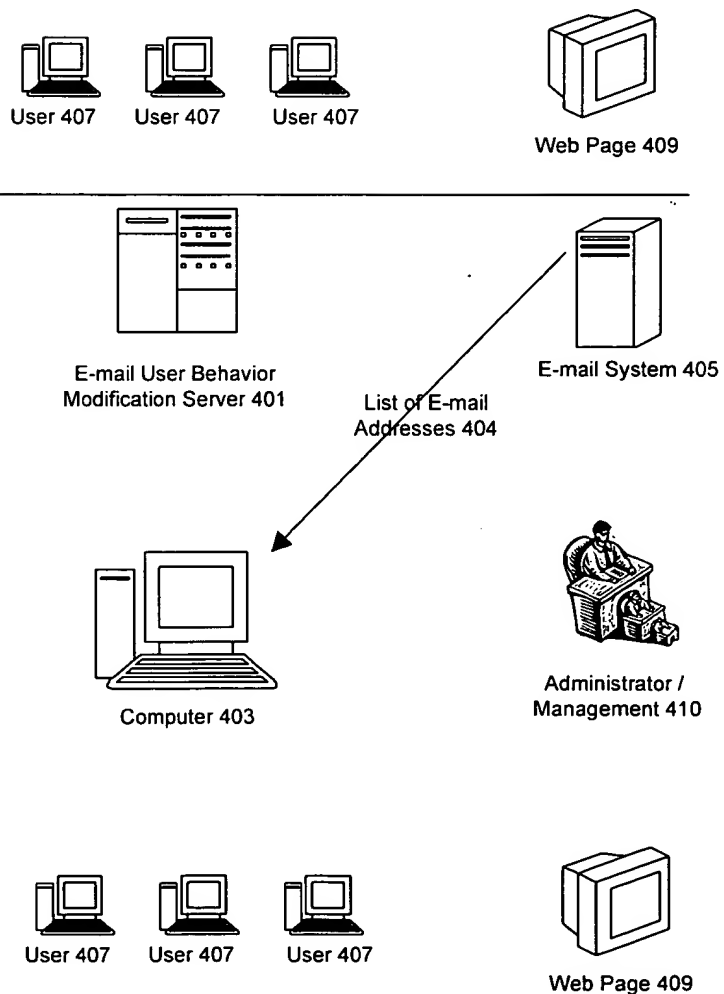 User 407 User 407 User 407
Web Page 409
E-mail User Behavior
Modification Server 401
E-mail System 405
List of E-mail
Addresses 404
Computer 403
Administrator /
Management 410
User 407 User 407 User 407
Web Page 409